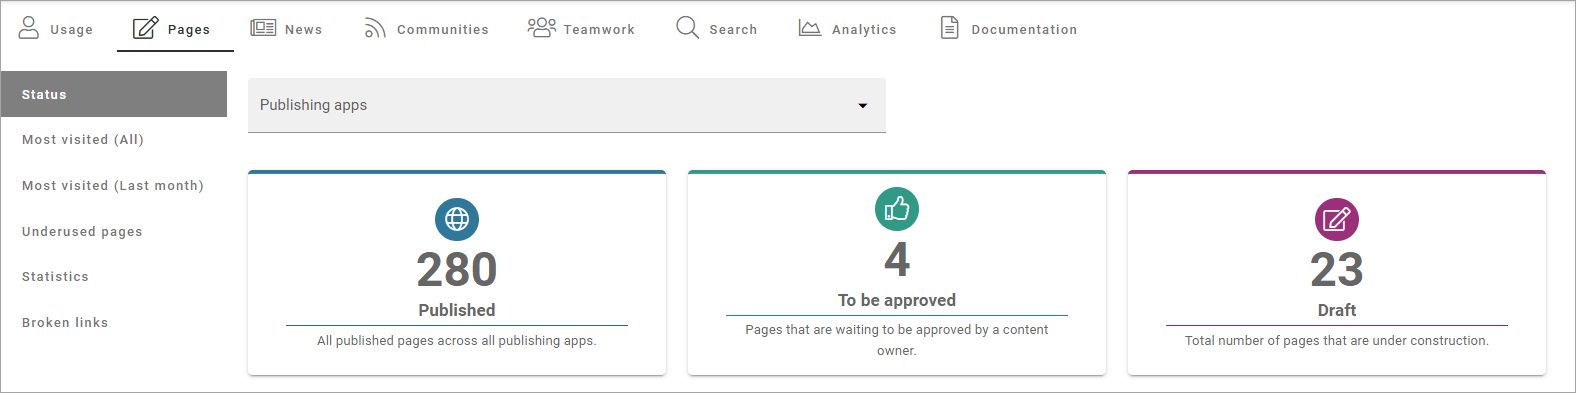 Usage
Pages
News
Communities
Teamwork
Search
Analytics
Documentation
Status
Most visited (All)
Most visited (Last month)
Underused pages
Statistics
Broken links
Publishing apps
280
Published
All published pages across all publishing apps.
4
To be approved
Pages that are waiting to be approved by a content
owner.
23
Draft
Total number of pages that are under construction.